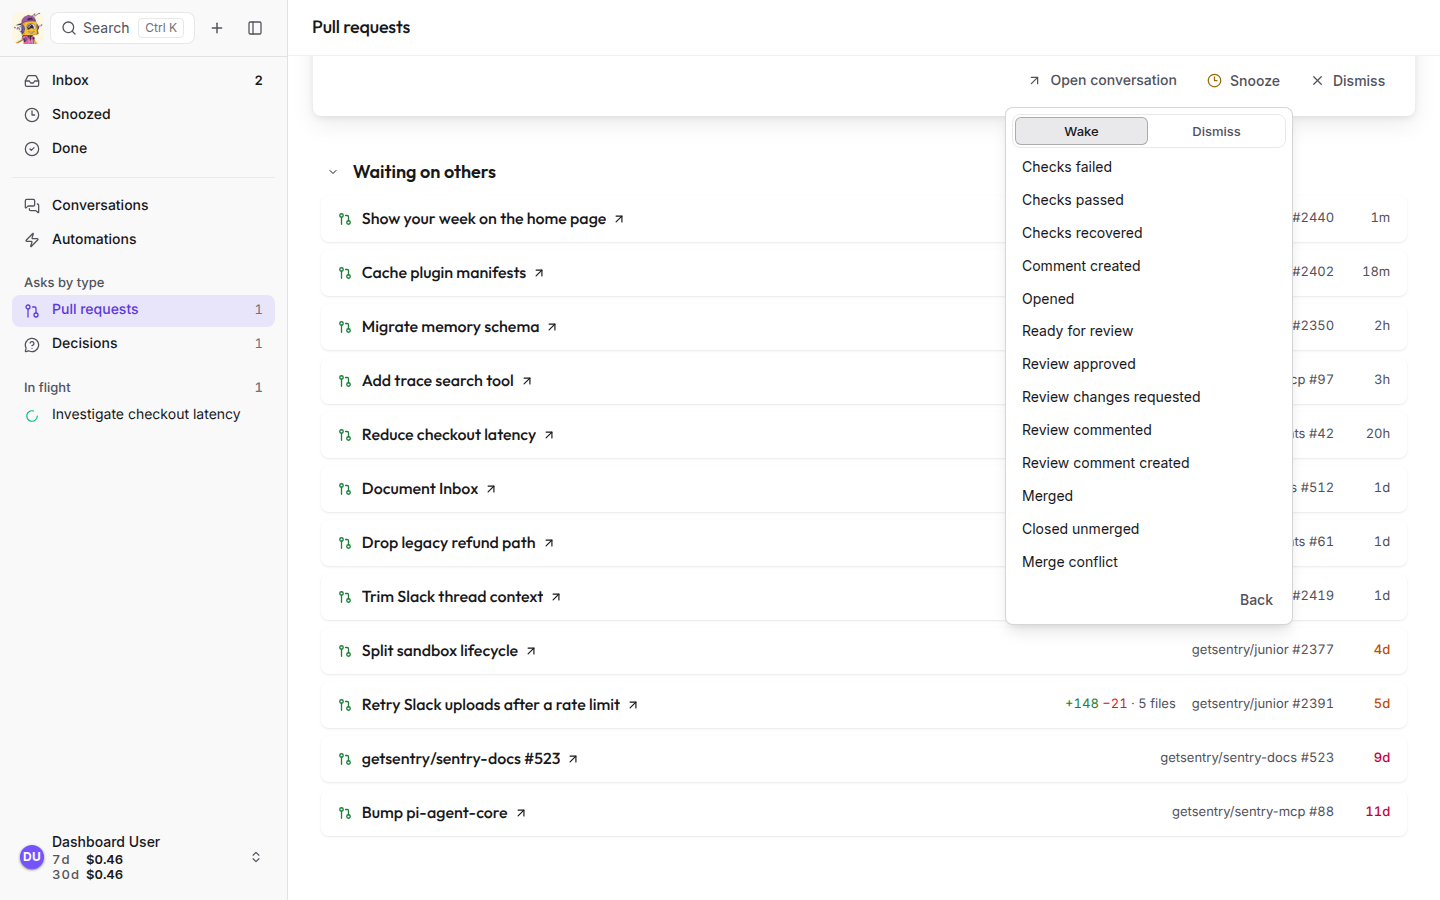 Search Ctrl K
Inbox 2
Snoozed
Done
Conversations
Automations
Asks by type
Pull requests 1
Decisions 1
In flight 1
Investigate checkout latency
DU Dashboard User
7d $0.46
30d $0.46
Pull requests
Open conversation Snooze Dismiss
Wake Dismiss
Checks failed
Checks passed
Checks recovered
Comment created
Opened
Ready for review
Review approved
Review changes requested
Review commented
Review comment created
Merged
Closed unmerged
Merge conflict
Back
Waiting on others
Show your week on the home page #2440 1m
Cache plugin manifests #2402 18m
Migrate memory schema #2350 2h
Add trace search tool #97 3h
Reduce checkout latency #42 20h
Document Inbox #512 1d
Drop legacy refund path #61 1d
Trim Slack thread context #2419 1d
Split sandbox lifecycle getsentry/junior #2377 4d
Retry Slack uploads after a rate limit +148 −21 · 5 files getsentry/junior #2391 5d
getsentry/sentry-docs #523 getsentry/sentry-docs #523 9d
Bump pi-agent-core getsentry/sentry-mcp #88 11d